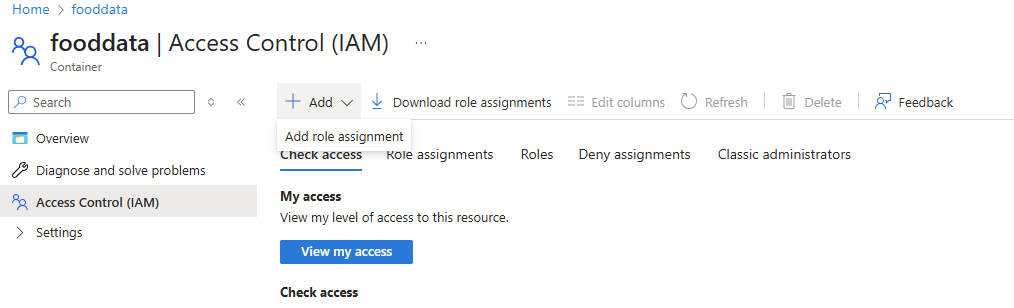 Home > fooddata
fooddata | Access Control (IAM) ...
Container
Search
Add Download role assignments Edit columns Refresh Delete Feedback
Add role assignment
Overview
Diagnose and solve problems
Access Control (IAM)
Settings
Check access Role assignments Roles Deny assignments Classic administrators
My access
View my level of access to this resource.
View my access
Check access